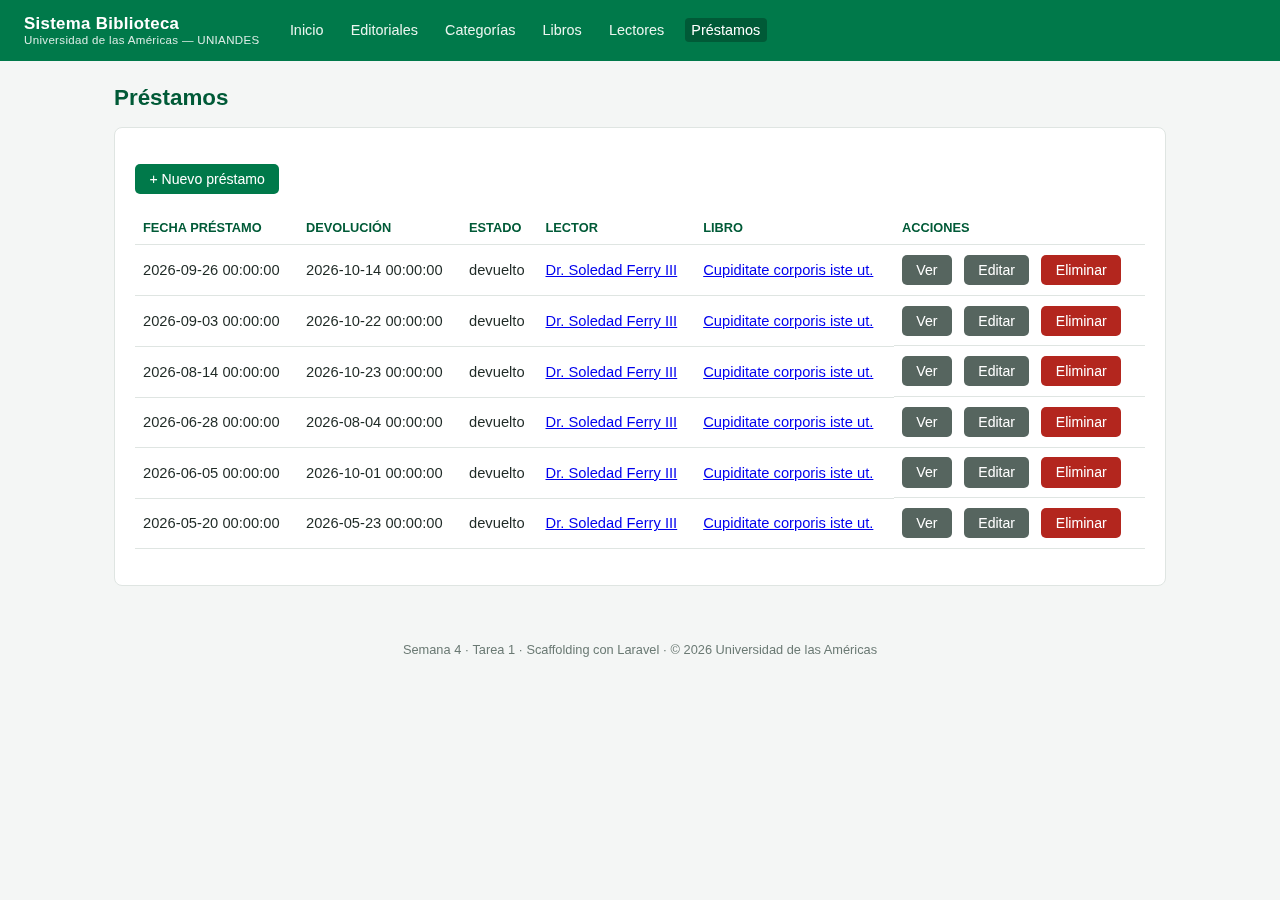 Sistema Biblioteca
Universidad de las Américas — UNIANDES
Inicio Editoriales Categorías Libros Lectores Préstamos
Préstamos
+ Nuevo préstamo
FECHA PRÉSTAMO DEVOLUCIÓN ESTADO LECTOR LIBRO ACCIONES
2026-09-26 00:00:00 2026-10-14 00:00:00 devuelto Dr. Soledad Ferry III Cupiditate corporis iste ut. Ver Editar Eliminar
2026-09-03 00:00:00 2026-10-22 00:00:00 devuelto Dr. Soledad Ferry III Cupiditate corporis iste ut. Ver Editar Eliminar
2026-08-14 00:00:00 2026-10-23 00:00:00 devuelto Dr. Soledad Ferry III Cupiditate corporis iste ut. Ver Editar Eliminar
2026-06-28 00:00:00 2026-08-04 00:00:00 devuelto Dr. Soledad Ferry III Cupiditate corporis iste ut. Ver Editar Eliminar
2026-06-05 00:00:00 2026-10-01 00:00:00 devuelto Dr. Soledad Ferry III Cupiditate corporis iste ut. Ver Editar Eliminar
2026-05-20 00:00:00 2026-05-23 00:00:00 devuelto Dr. Soledad Ferry III Cupiditate corporis iste ut. Ver Editar Eliminar
Semana 4 · Tarea 1 · Scaffolding con Laravel · © 2026 Universidad de las Américas